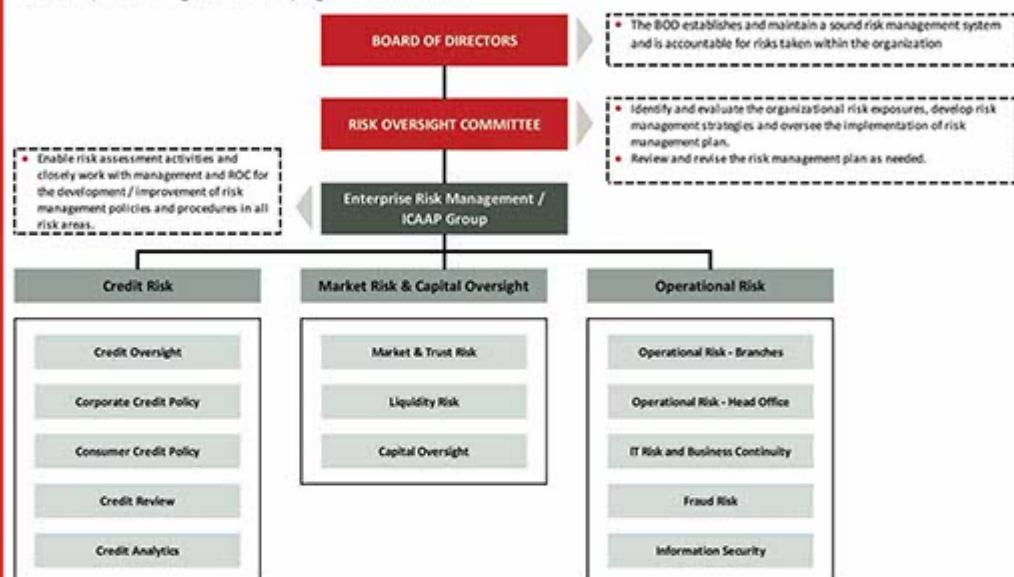 BOARD OF DIRECTORS
The BOD establishes and maintain a sound risk management system
and is accountable for risks taken within the organization
RISK OVERSIGHT COMMITTEE
Identify and evaluate the organizational risk exposures, develop risk
management strategies and oversee the implementation of risk
management plan.
Review and revise the risk management plan as needed.
Enable risk assessment activities and
closely work with management and ROC for
the development / improvement of risk
management policies and procedures in all
risk areas.
Enterprise Risk Management /
ICAAP Group
Credit Risk
Market Risk & Capital Oversight
Operational Risk
Credit Oversight
Corporate Credit Policy
Consumer Credit Policy
Credit Review
Credit Analytics
Market & Trust Risk
Liquidity Risk
Capital Oversight
Operational Risk - Branches
Operational Risk - Head Office
IT Risk and Business Continuity
Fraud Risk
Information Security